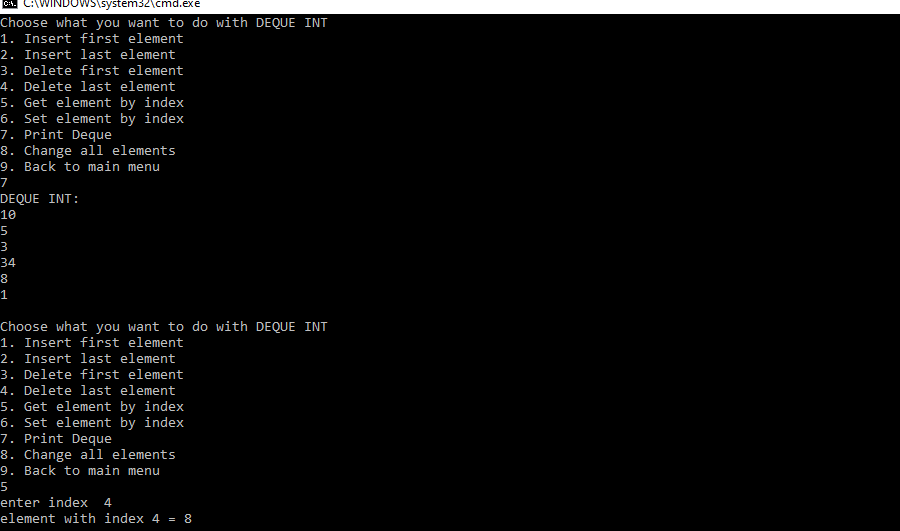 C:\WINDOWS\system32\cmd.exe
Choose what you want to do with DEQUE INT
1. Insert first element
2. Insert last element
3. Delete first element
4. Delete last element
5. Get element by index
6. Set element by index
7. Print Deque
8. Change all elements
9. Back to main menu
7
DEQUE INT:
10
5
3
34
8
1
Choose what you want to do with DEQUE INT
1. Insert first element
2. Insert last element
3. Delete first element
4. Delete last element
5. Get element by index
6. Set element by index
7. Print Deque
8. Change all elements
9. Back to main menu
5
enter index  4
element with index 4 = 8